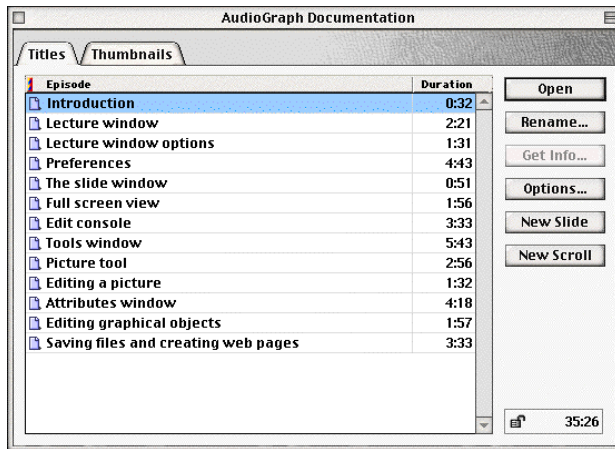 AudioGraph Documentation
Titles Thumbnails
Episode Duration
Introduction 0:32
Lecture window 2:21
Lecture window options 1:31
Preferences 4:43
The slide window 0:51
Full screen view 1:56
Edit console 3:33
Tools window 5:43
Picture tool 2:56
Editing a picture 1:32
Attributes window 4:18
Editing graphical objects 1:57
Saving files and creating web pages 3:33
Open
Rename...
Get Info...
Options...
New Slide
New Scroll
35:26